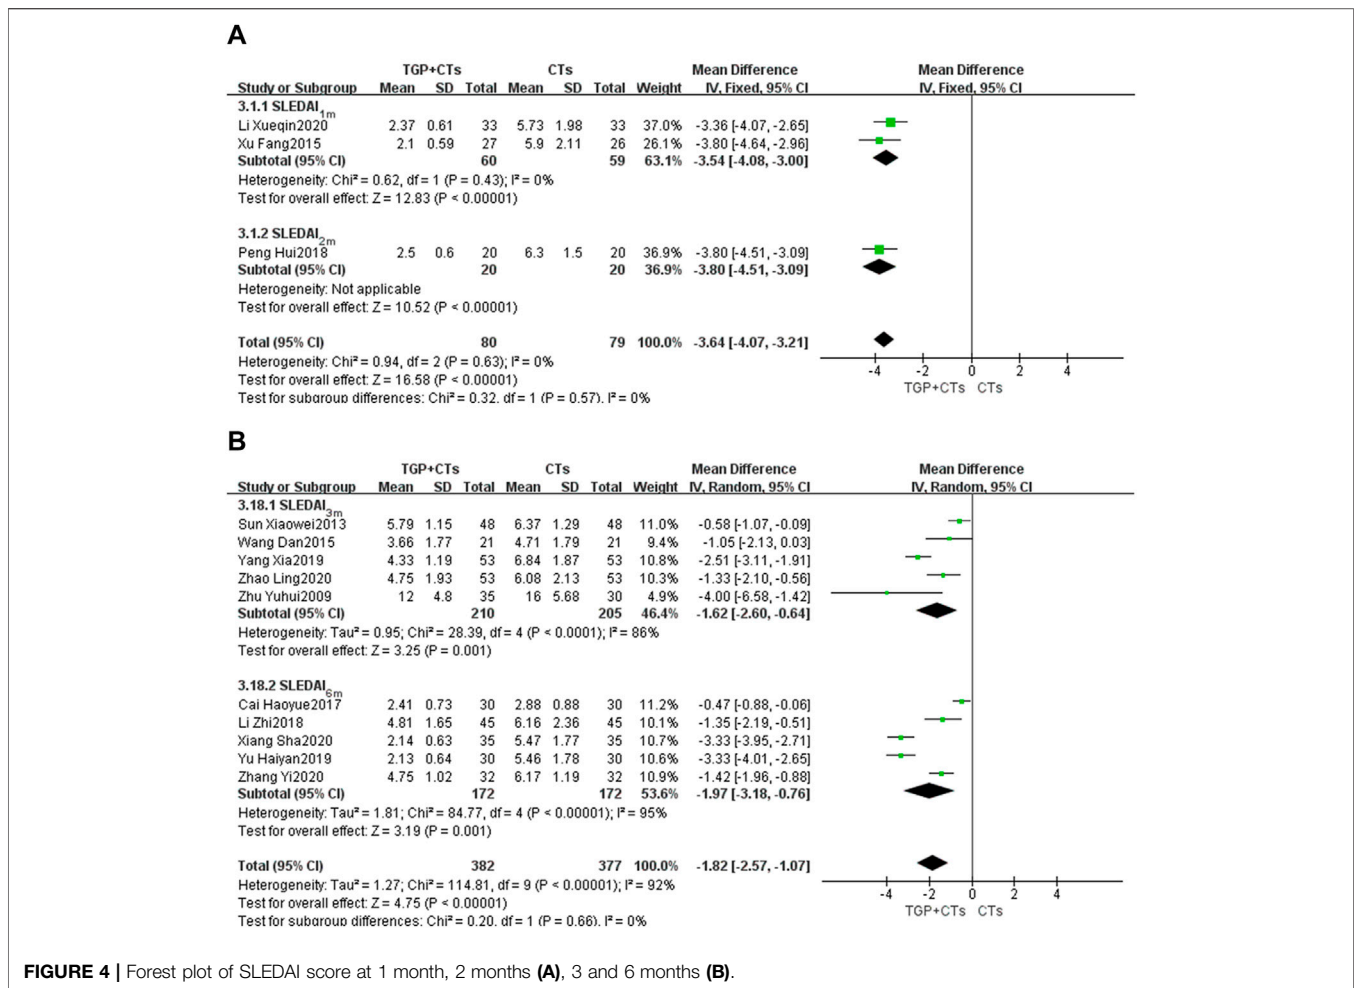 A
TGP+CTs CTs Mean Difference Mean Difference
Study or Subgroup Mean SD Total Mean SD Total Weight IV, Fixed, 95% CI IV, Fixed, 95% CI
3.1.1 SLEDAI1m
Li Xueqin2020 2.37 0.61 33 5.73 1.98 33 37.0% -3.36 [-4.07, -2.65]
Xu Fang2015 2.1 0.59 27 5.9 2.11 26 26.1% -3.80 [-4.64, -2.96]
Subtotal (95% CI) 60 59 63.1% -3.54 [-4.08, -3.00]
Heterogeneity: Chi² = 0.62, df = 1 (P = 0.43); I² = 0%
Test for overall effect: Z = 12.83 (P < 0.00001)
3.1.2 SLEDAI2m
Peng Hui2018 2.5 0.6 20 6.3 1.5 20 36.9% -3.80 [-4.51, -3.09]
Subtotal (95% CI) 20 20 36.9% -3.80 [-4.51, -3.09]
Heterogeneity: Not applicable
Test for overall effect: Z = 10.52 (P < 0.00001)
Total (95% CI) 80 79 100.0% -3.64 [-4.07, -3.21]
Heterogeneity: Chi² = 0.94, df = 2 (P = 0.63); I² = 0%
Test for overall effect: Z = 16.58 (P < 0.00001)
Test for subgroup differences: Chi² = 0.32, df = 1 (P = 0.57), I² = 0%
-4 -2 0 2 4
TGP+CTs CTs
B
TGP+CTs CTs Mean Difference Mean Difference
Study or Subgroup Mean SD Total Mean SD Total Weight IV, Random, 95% CI IV, Random, 95% CI
3.18.1 SLEDAI3m
Sun Xiaowei2013 5.79 1.15 48 6.37 1.29 48 11.0% -0.58 [-1.07, -0.09]
Wang Dan2015 3.66 1.77 21 4.71 1.79 21 9.4% -1.05 [-2.13, 0.03]
Yang Xia2019 4.33 1.19 53 6.84 1.87 53 10.8% -2.51 [-3.11, -1.91]
Zhao Ling2020 4.75 1.93 53 6.08 2.13 53 10.3% -1.33 [-2.10, -0.56]
Zhu Yuhui2009 12 4.8 35 16 5.68 30 4.9% -4.00 [-6.58, -1.42]
Subtotal (95% CI) 210 205 46.4% -1.62 [-2.60, -0.64]
Heterogeneity: Tau² = 0.95; Chi² = 28.39, df = 4 (P < 0.0001); I² = 86%
Test for overall effect: Z = 3.25 (P = 0.001)
3.18.2 SLEDAI6m
Cai Haoyue2017 2.41 0.73 30 2.88 0.88 30 11.2% -0.47 [-0.88, -0.06]
Li Zhi2018 4.81 1.65 45 6.16 2.36 45 10.1% -1.35 [-2.19, -0.51]
Xiang Sha2020 2.14 0.63 35 5.47 1.77 35 10.7% -3.33 [-3.95, -2.71]
Yu Haiyan2019 2.13 0.64 30 5.46 1.78 30 10.6% -3.33 [-4.01, -2.65]
Zhang Yi2020 4.75 1.02 32 6.17 1.19 32 10.9% -1.42 [-1.96, -0.88]
Subtotal (95% CI) 172 172 53.6% -1.97 [-3.18, -0.76]
Heterogeneity: Tau² = 1.81; Chi² = 84.77, df = 4 (P < 0.00001); I² = 95%
Test for overall effect: Z = 3.19 (P = 0.001)
Total (95% CI) 382 377 100.0% -1.82 [-2.57, -1.07]
Heterogeneity: Tau² = 1.27; Chi² = 114.81, df = 9 (P < 0.00001); I² = 92%
Test for overall effect: Z = 4.75 (P < 0.00001)
Test for subgroup differences: Chi² = 0.20, df = 1 (P = 0.66), I² = 0%
-4 -2 0 2 4
TGP+CTs CTs
FIGURE 4 | Forest plot of SLEDAI score at 1 month, 2 months (A), 3 and 6 months (B).